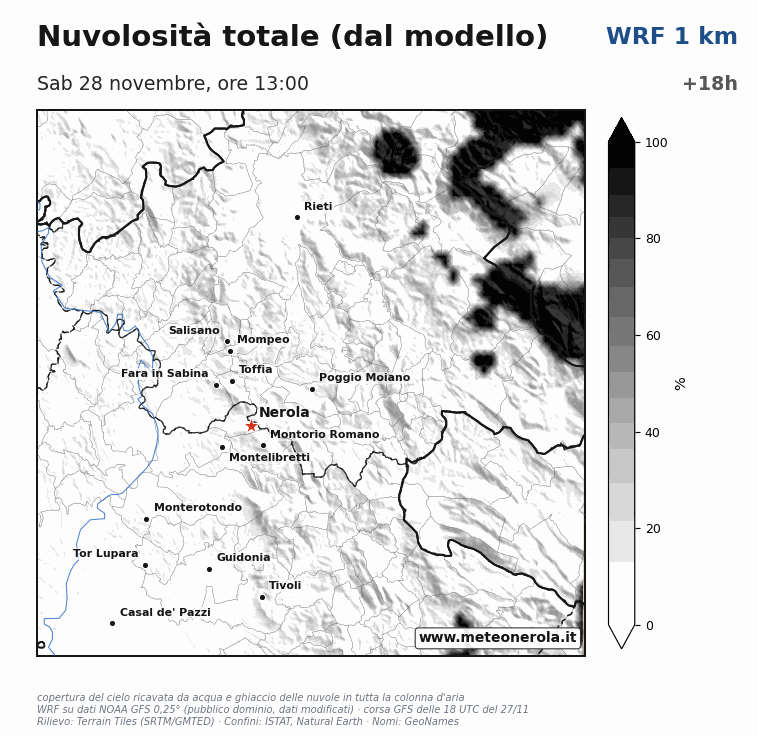 Nuvolosità totale (dal modello)
WRF 1 km
Sab 28 novembre, ore 13:00
+18h
Rieti
Salisano
Mompeo
Toffia
Fara in Sabina
Poggio Moiano
Nerola
Montorio Romano
Montelibretti
Monterotondo
Tor Lupara
Guidonia
Tivoli
Casal de' Pazzi
www.meteonerola.it
100
80
60
40
20
0
%
copertura del cielo ricavata da acqua e ghiaccio delle nuvole in tutta la colonna d'aria
WRF su dati NOAA GFS 0,25° (pubblico dominio, dati modificati) · corsa GFS delle 18 UTC del 27/11
Rilievo: Terrain Tiles (SRTM/GMTED) · Confini: ISTAT, Natural Earth · Nomi: GeoNames